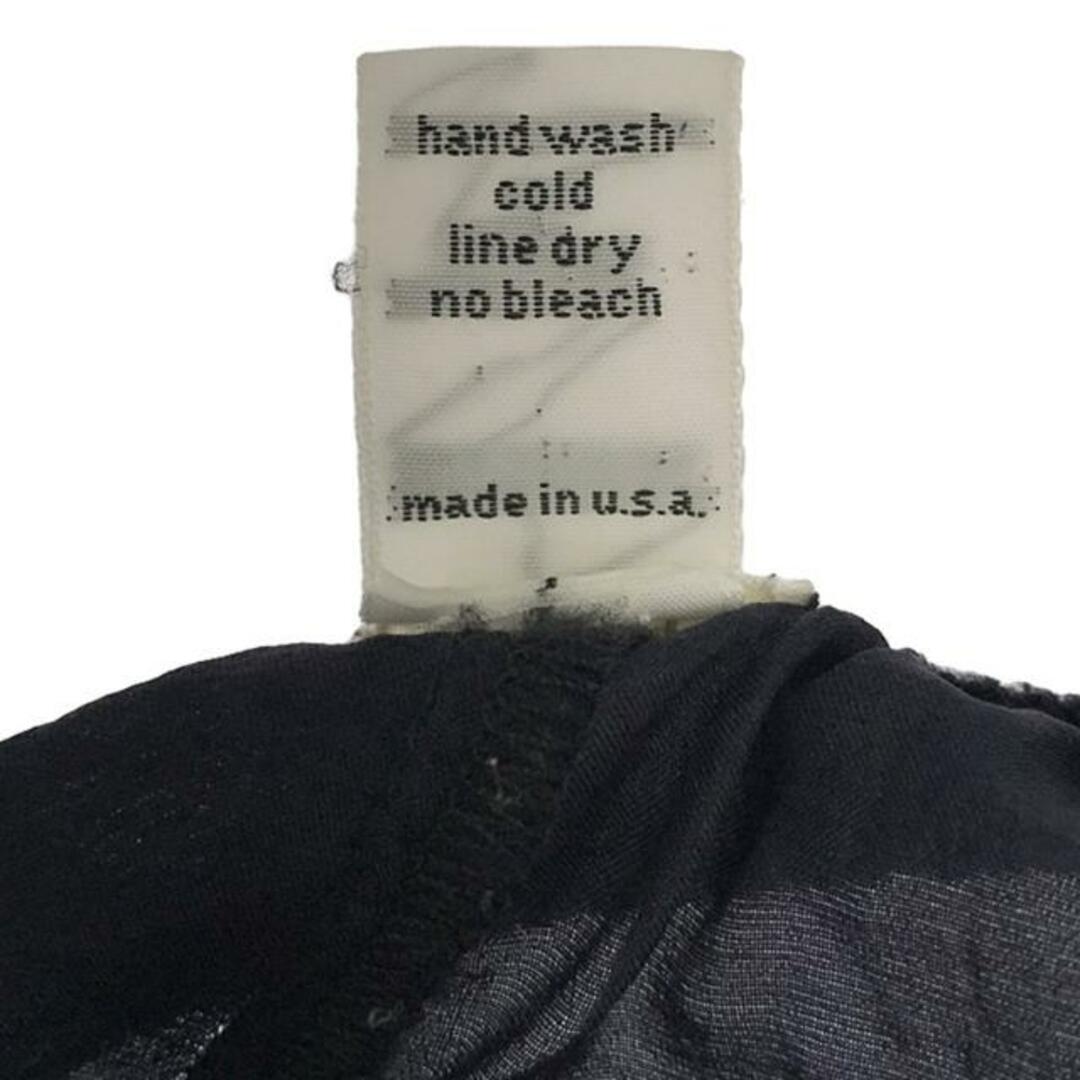 hand wash
cold
line dry
no bleach
made in u.s.a.